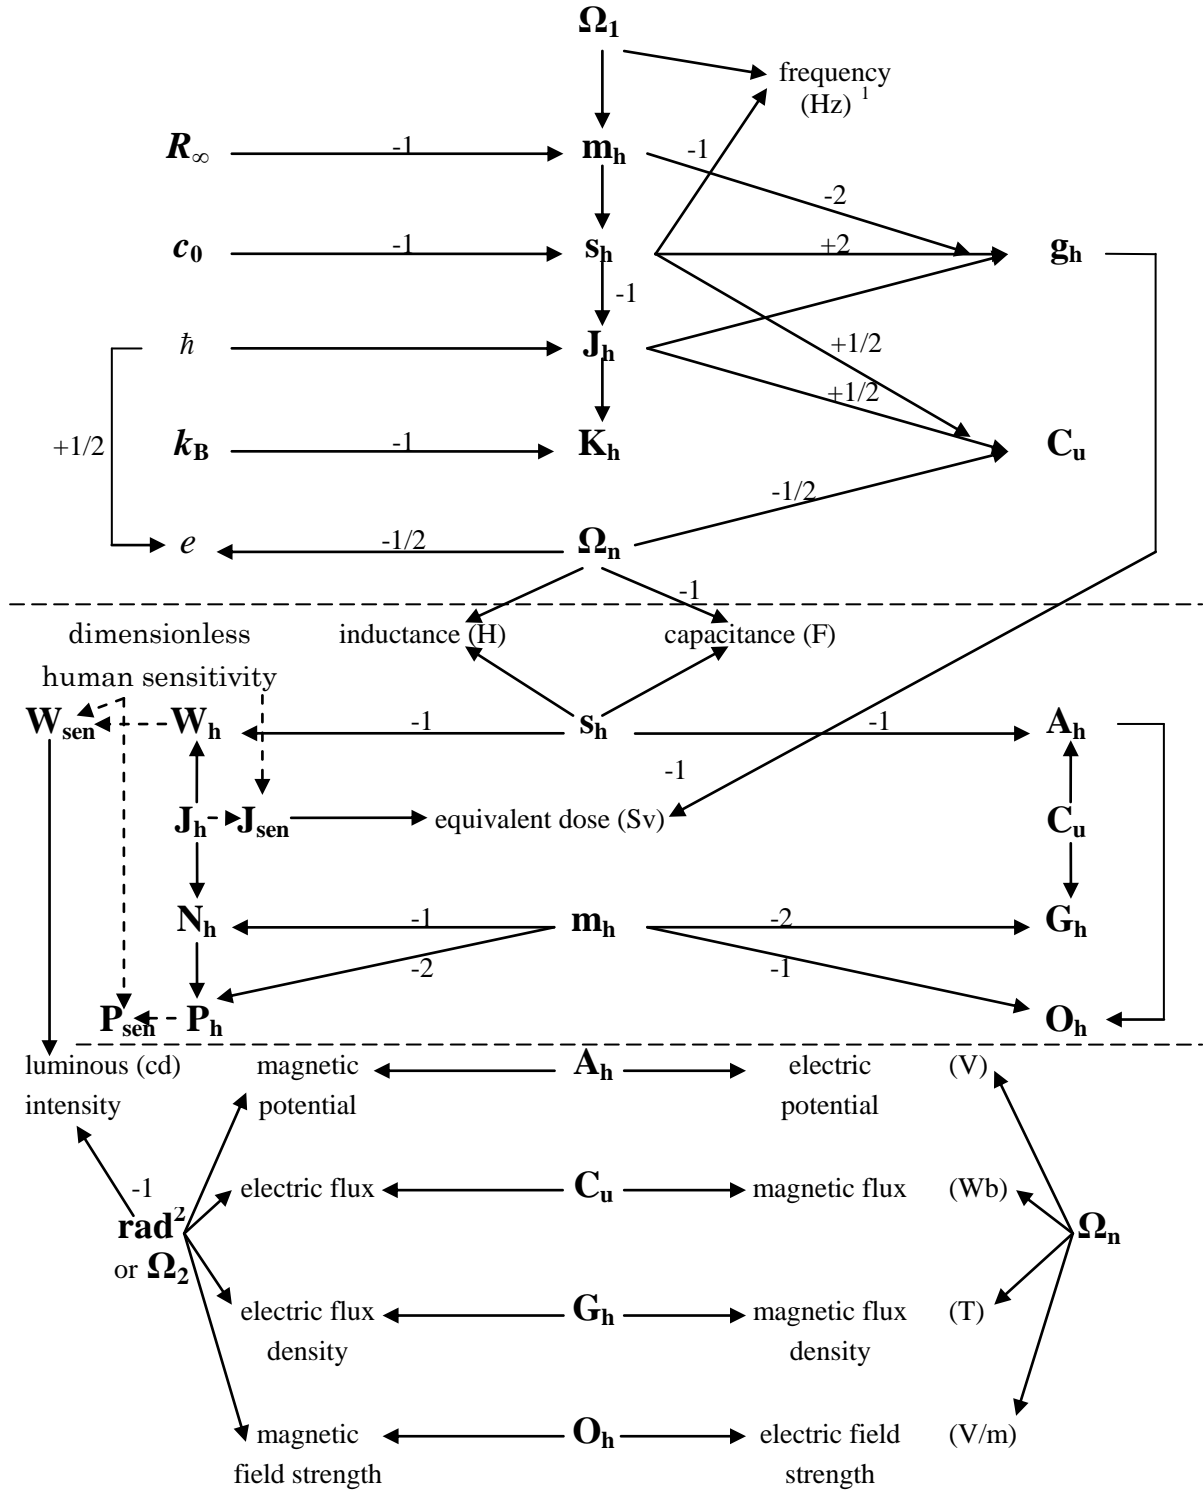 Ω1
frequency
(Hz) 1
R∞ -1 mh -1
-2
c0 -1 sh +2 gh
-1
ħ Jh +1/2
+1/2
+1/2 kB -1 Kh Cu
-1/2
e -1/2 Ωn
-1
dimensionless inductance (H) capacitance (F)
human sensitivity
Wsen Wh -1 sh -1 Ah
-1
Jh Jsen equivalent dose (Sv) Cu
Nh -1 mh -2 Gh
-2 -1
Psen Ph Oh
luminous (cd) magnetic Ah electric (V)
intensity potential potential
-1 electric flux Cu magnetic flux (Wb)
rad2 Ωn
or Ω2
electric flux Gh magnetic flux (T)
density density
magnetic Oh electric field (V/m)
field strength strength